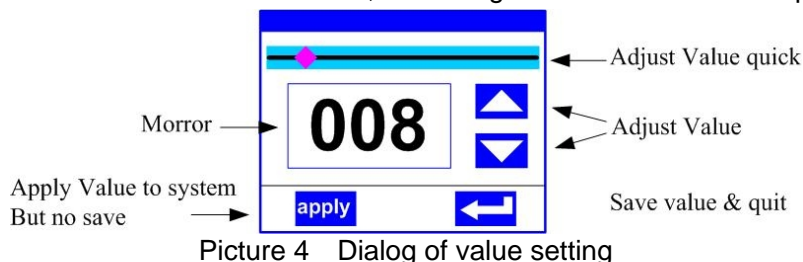 Adjust Value quick
Morror
008
Adjust Value
Apply Value to system
But no save
apply
Save value & quit
Picture 4 Dialog of value setting